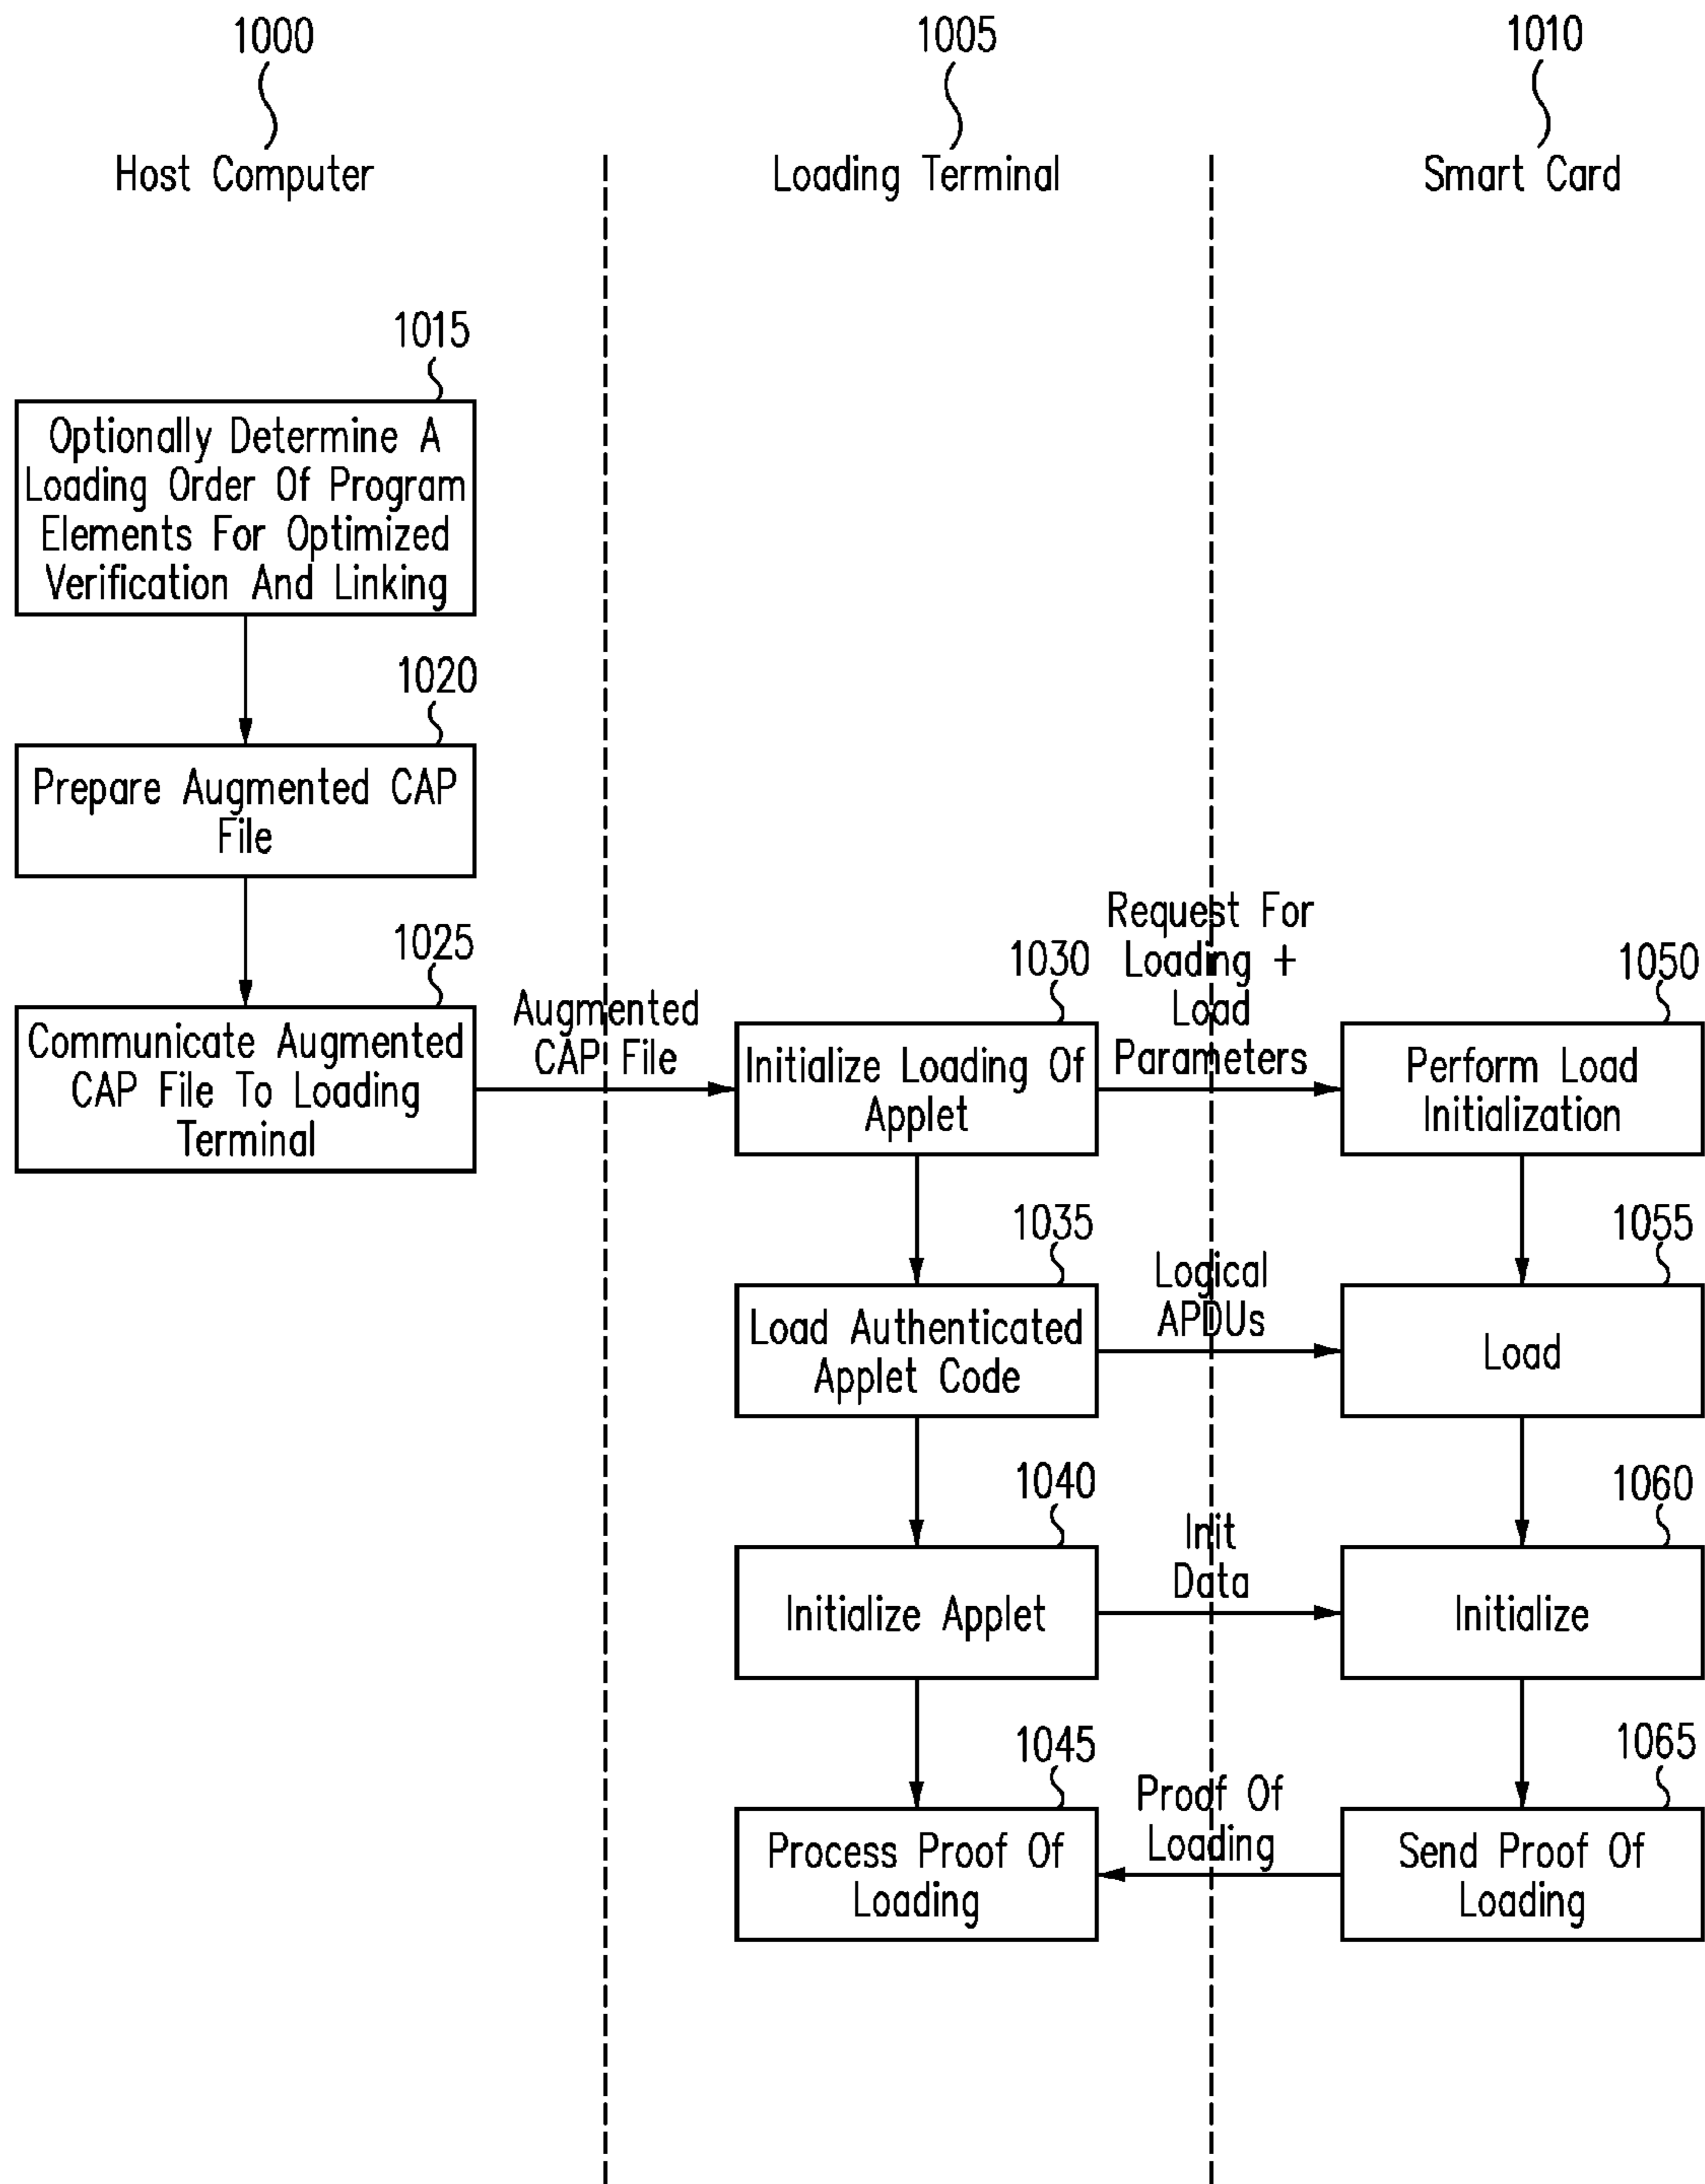 1000
1005
1010
Host Computer
Loading Terminal
Smart Card
1015
Optionally Determine A
Loading Order Of Program
Elements For Optimized
Verification And Linking
1020
Prepare Augmented CAP
File
1025
Communicate Augmented
CAP File To Loading
Terminal
Augmented
CAP File
1030
Initialize Loading Of
Applet
Request For
Loading +
Load
Parameters
1050
Perform Load
Initialization
1035
Load Authenticated
Applet Code
Logical
APDUs
1055
Load
1040
Initialize Applet
Init
Data
1060
Initialize
1045
Process Proof Of
Loading
Proof Of
Loading
1065
Send Proof Of
Loading